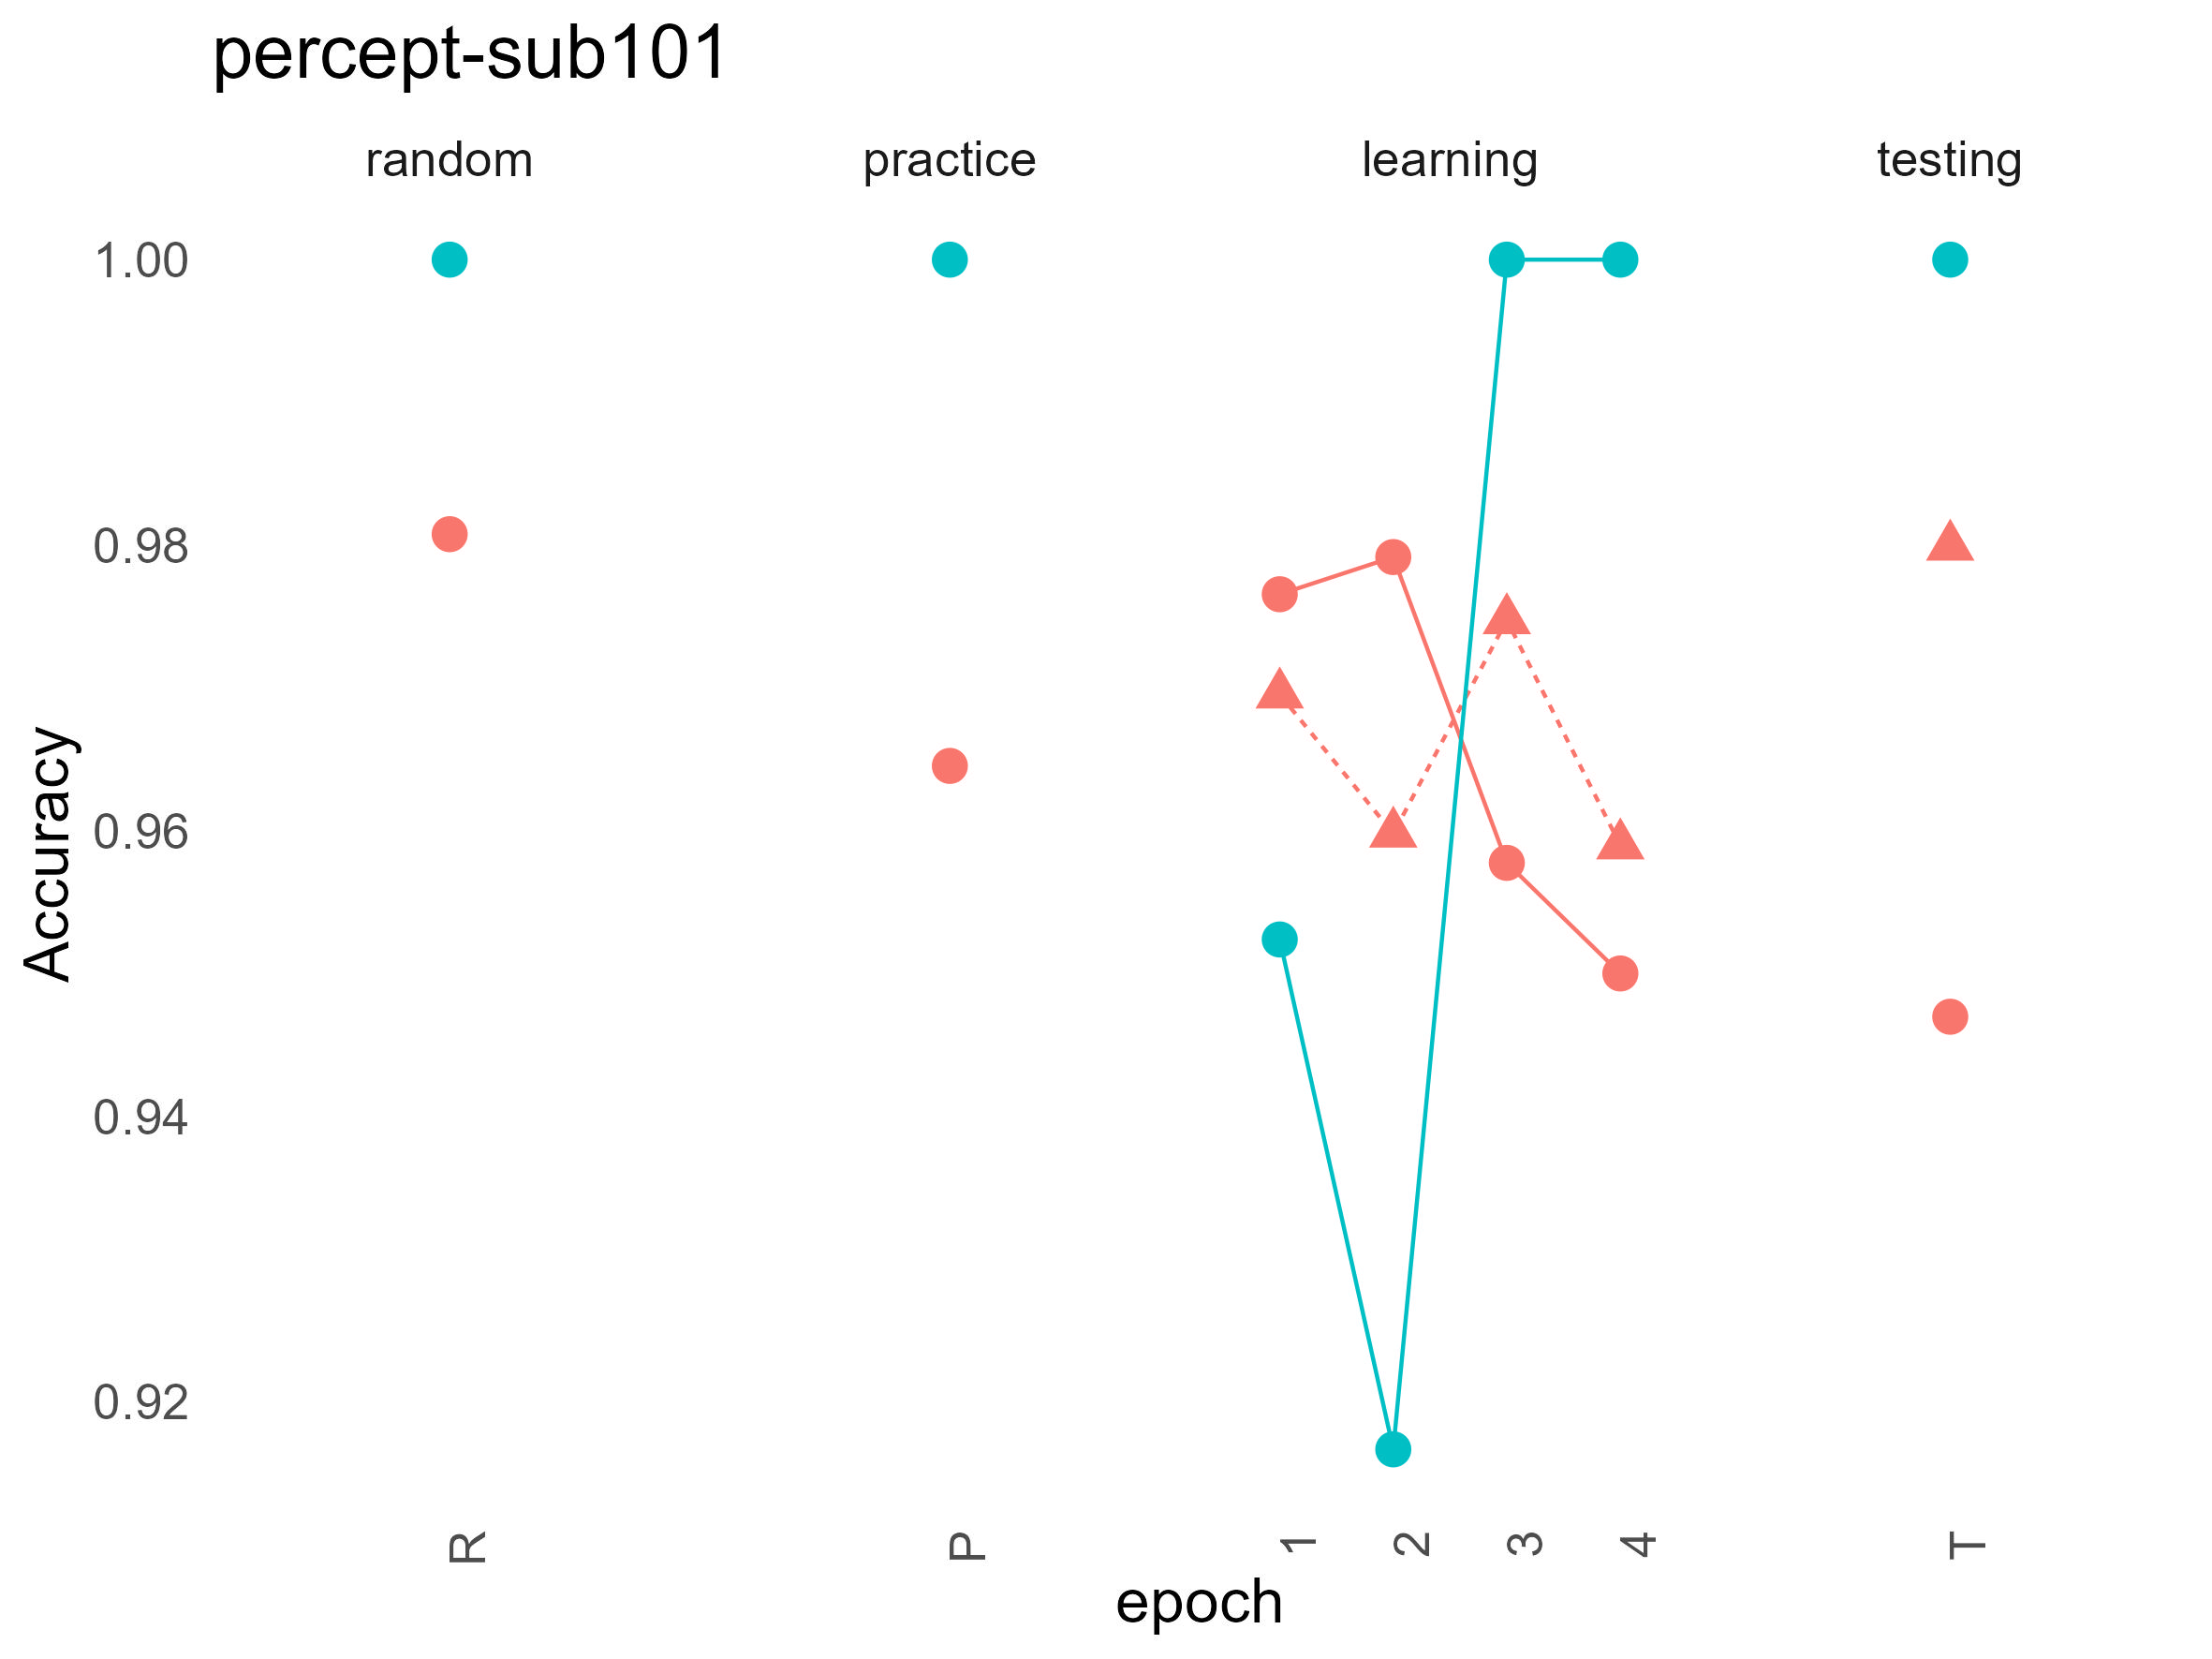 percept-sub101
random practice learning testing
1.00
0.98
0.96
0.94
0.92
Accuracy
R P 1 2 3 4 T
epoch